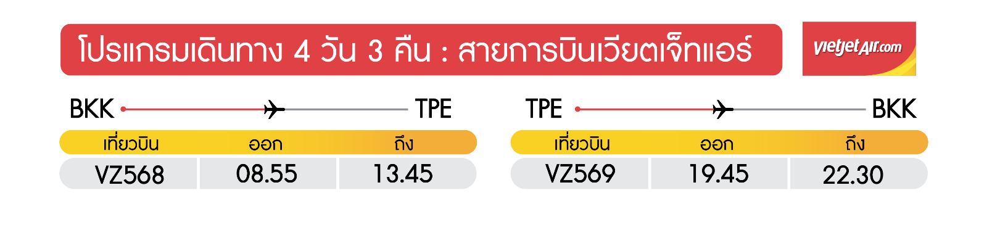 โปรแกรมเดินทาง 4 วัน 3 คืน : สายการบินเวียตเจ็ทแอร์
vietjetAir.com
BKK TPE
เที่ยวบิน ออก ถึง
VZ568 08.55 13.45
TPE BKK
เที่ยวบิน ออก ถึง
VZ569 19.45 22.30